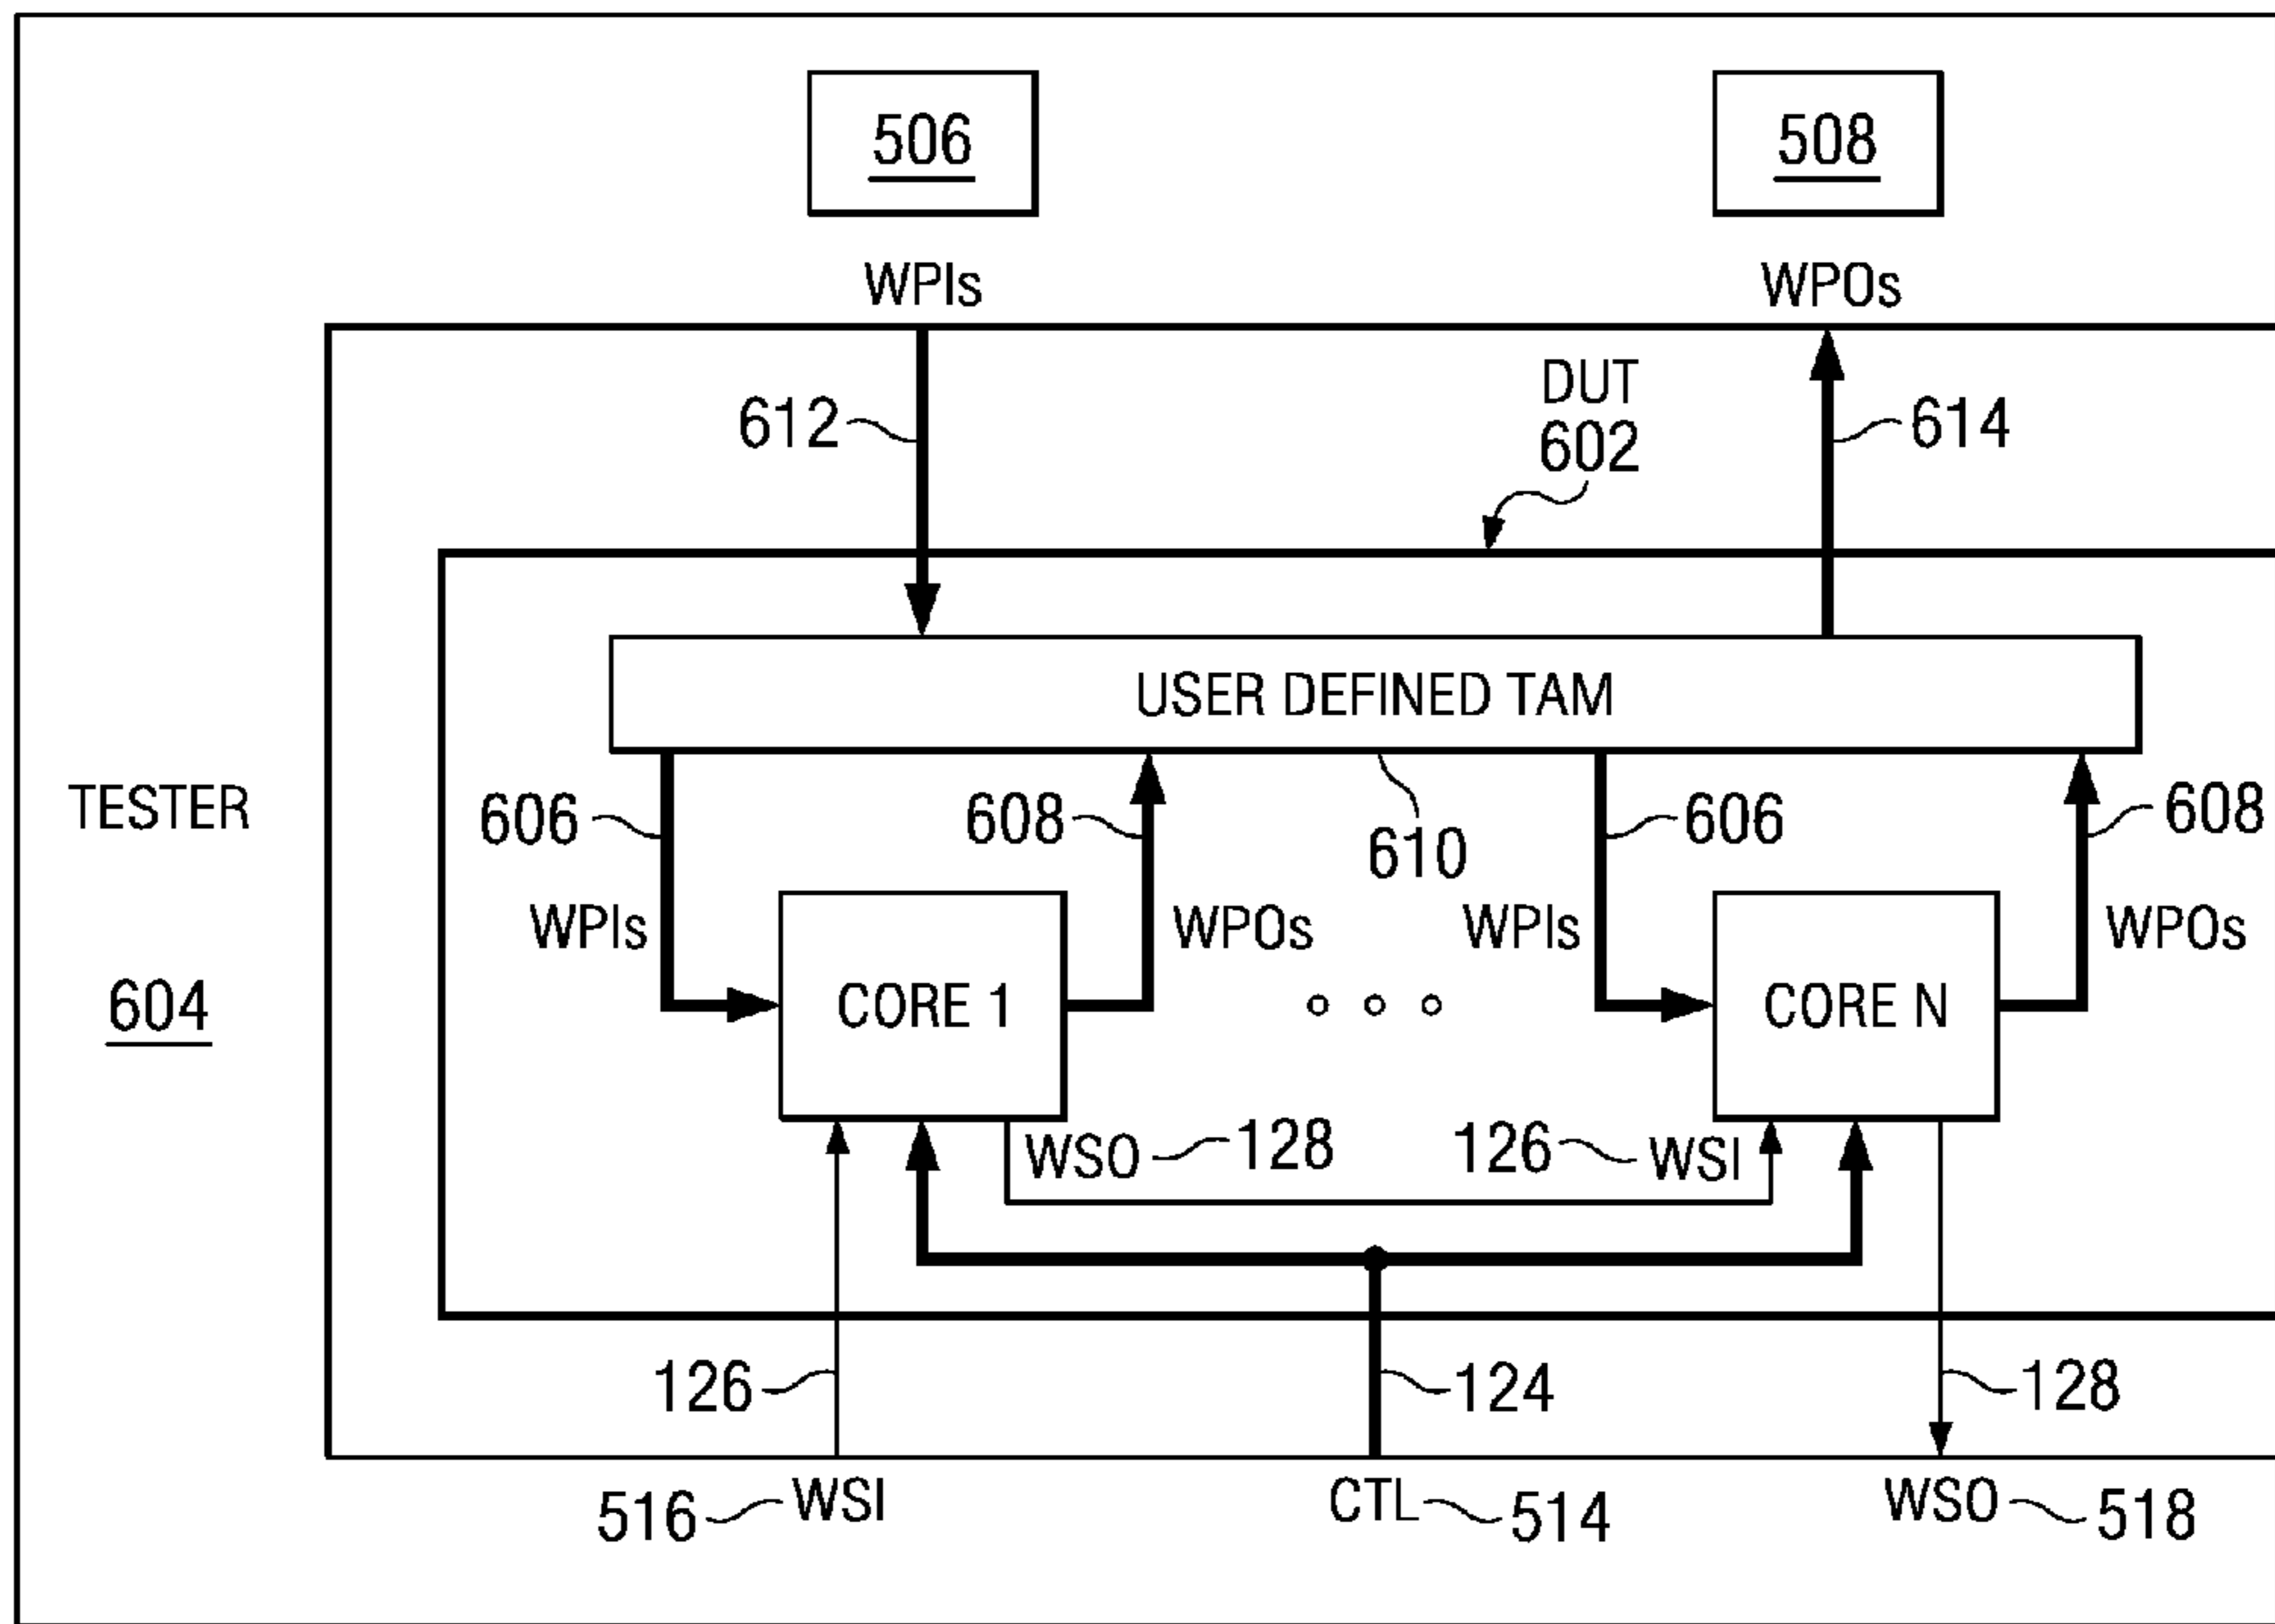 506 508
WPIs WPOs
DUT
612 602 614
USER DEFINED TAM
TESTER 606 608 610 606 608
WPIs WPOs WPIs WPOs
604 CORE 1 CORE N
WSO 128 126 WSI
126 124 128
516 WSI CTL 514 WSO 518